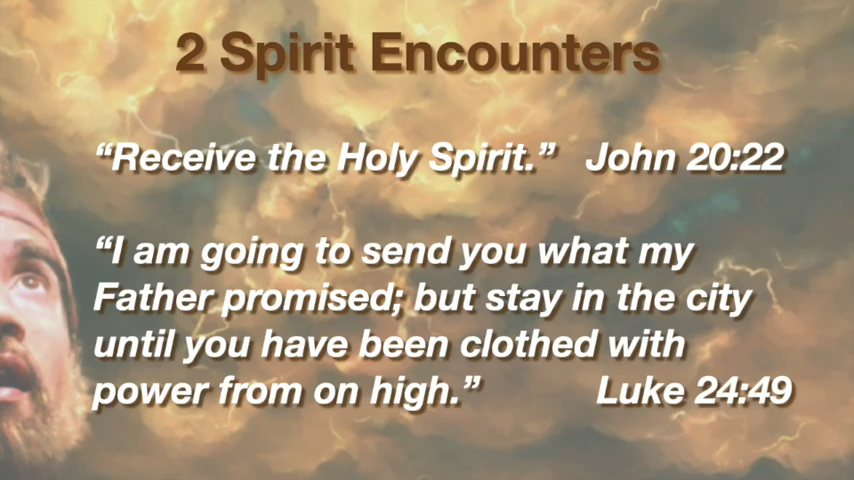 2 Spirit Encounters
“Receive the Holy Spirit.” John 20:22
“I am going to send you what my
Father promised; but stay in the city
until you have been clothed with
power from on high.” Luke 24:49